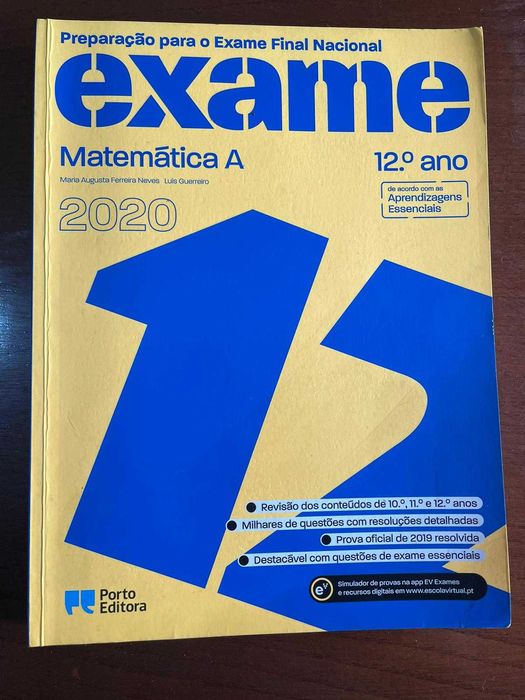 Preparação para o Exame Final Nacional
exame
Matemática A 12.º ano
Maria Augusta Ferreira Neves Luís Guerreiro
de acordo com as
Aprendizagens
Essenciais
2020
12
Revisão dos conteúdos de 10.º, 11.º e 12.º anos
Milhares de questões com resoluções detalhadas
Prova oficial de 2019 resolvida
Destacável com questões de exame essenciais
eV
Simulador de provas na app EV Exames
e recursos digitais em www.escolavirtual.pt
Porto
Editora